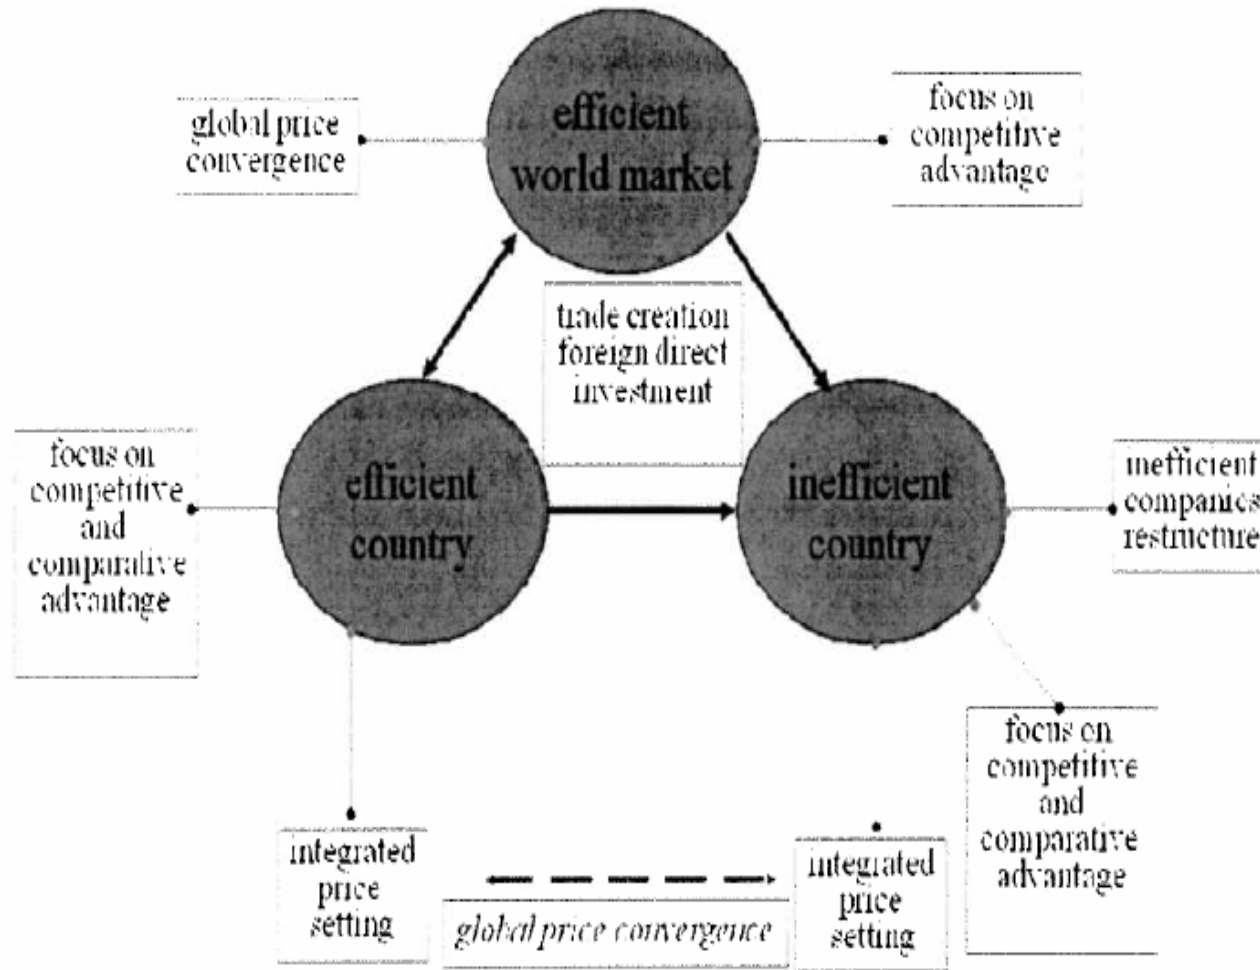 efficient
world market
global price
convergence
focus on
competitive
advantage
trade creation
foreign direct
investment
focus on
competitive
and
comparative
advantage
efficient
country
inefficient
country
inefficient
companies
restructure
focus on
competitive
and
comparative
advantage
integrated
price
setting
global price convergence
integrated
price
setting